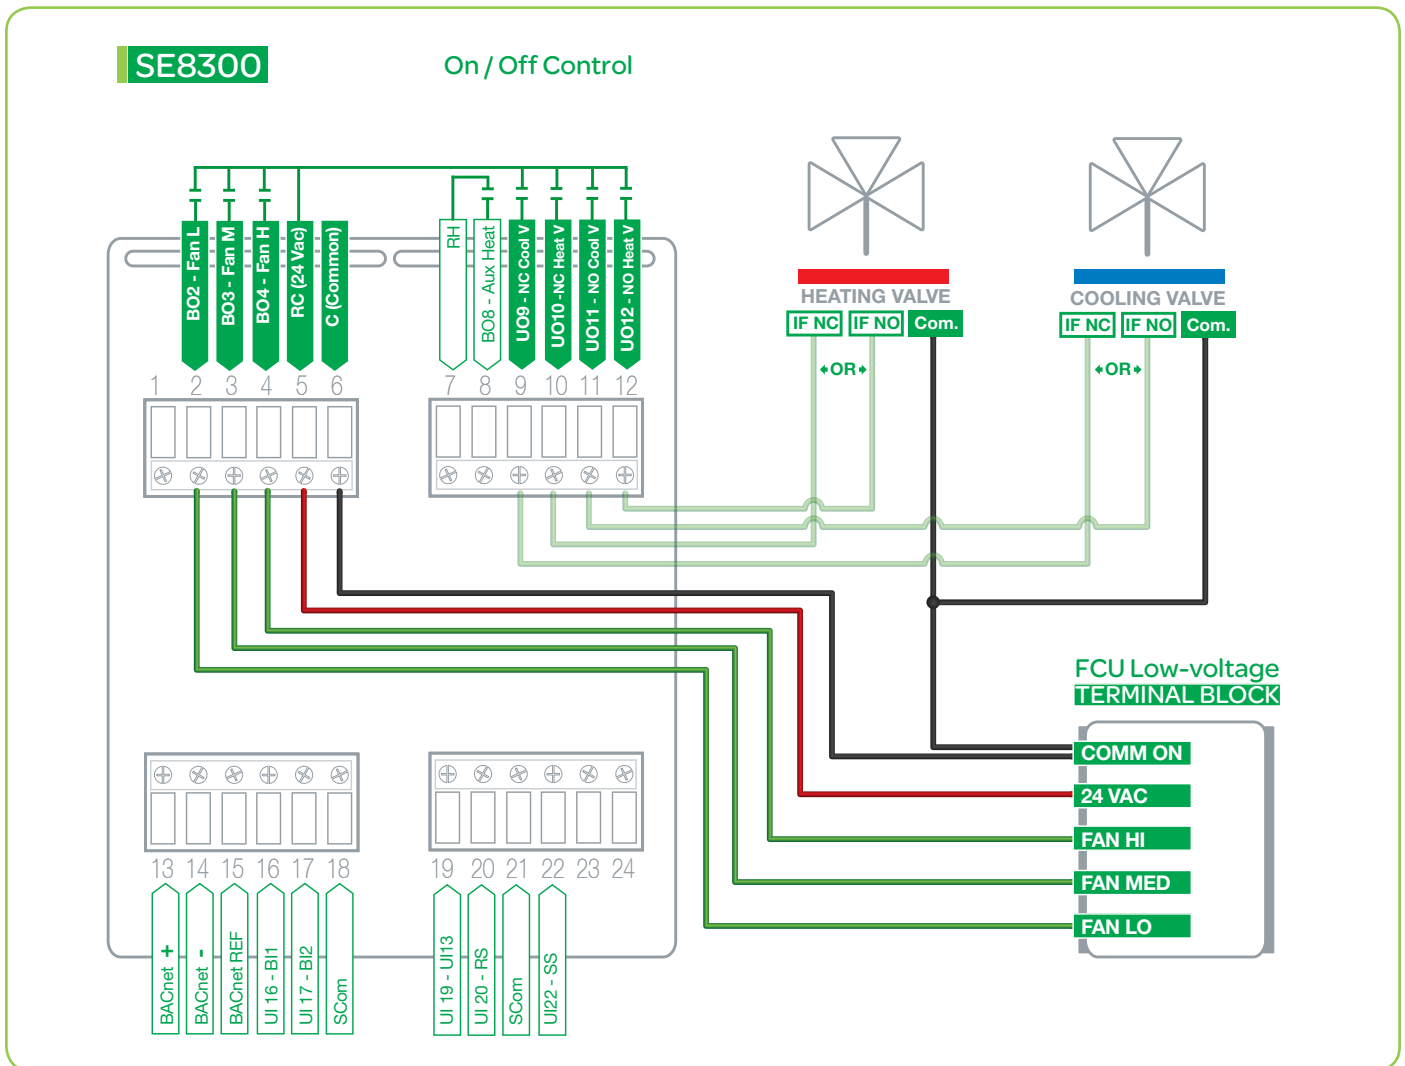 SE8300
On / Off Control
BO2 - Fan L
BO3 - Fan M
BO4 - Fan H
RC (24 Vac)
C (Common)
RH
BO8 - Aux Heat
UO9 - NC Cool V
UO10 -NC Heat V
UO11 - NO Cool V
UO12 - NO Heat V
1 2 3 4 5 6
7 8 9 10 11 12
HEATING VALVE
IF NC IF NO Com.
OR
COOLING VALVE
IF NC IF NO Com.
OR
FCU Low-voltage
TERMINAL BLOCK
COMM ON
24 VAC
FAN HI
FAN MED
FAN LO
13 14 15 16 17 18
19 20 21 22 23 24
BACnet +
BACnet -
BACnet REF
UI 16 - BI1
UI 17 - BI2
SCom
UI 19 - UI13
UI 20 - RS
SCom
UI22 - SS